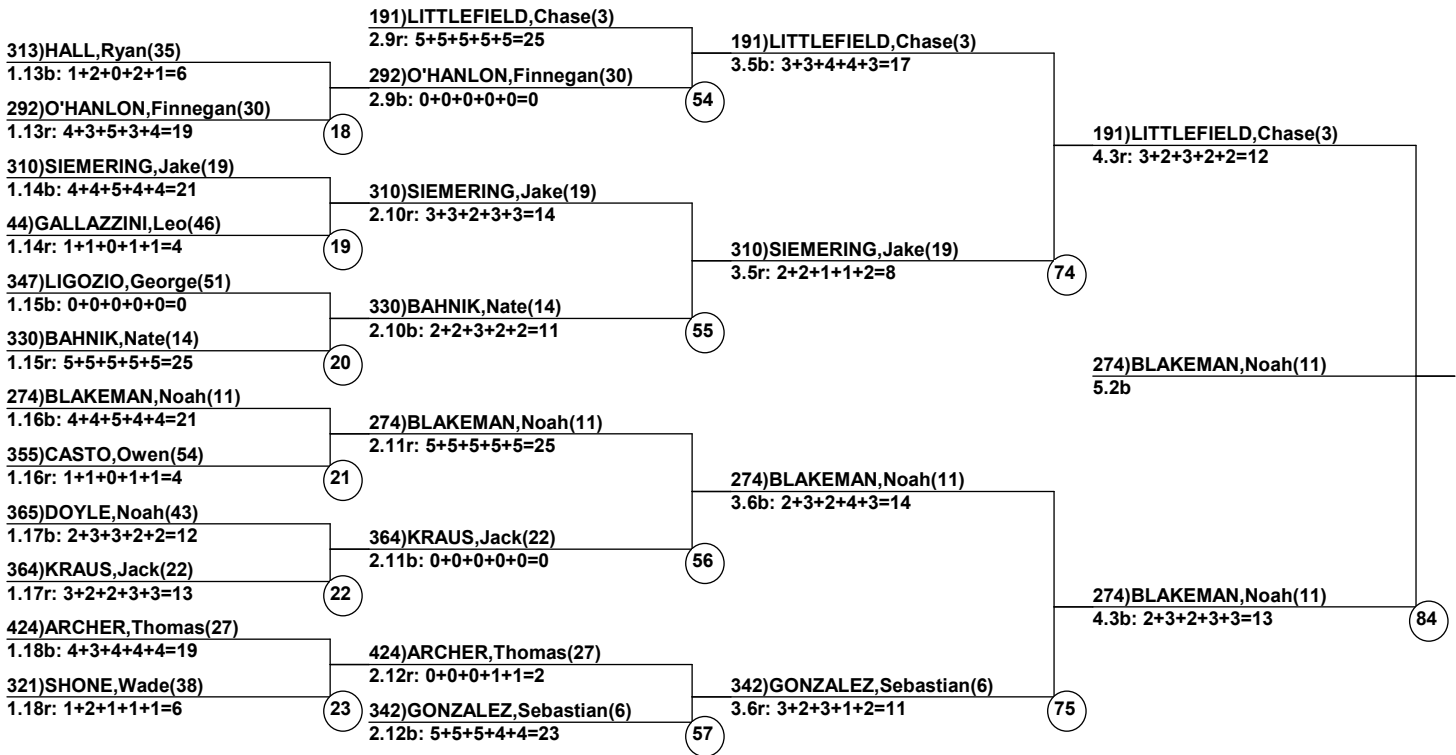 313)HALL,Ryan(35)
1.13b: 1+2+0+2+1=6
292)O'HANLON,Finnegan(30)
1.13r: 4+3+5+3+4=19
18
310)SIEMERING,Jake(19)
1.14b: 4+4+5+4+4=21
44)GALLAZZINI,Leo(46)
1.14r: 1+1+0+1+1=4
19
347)LIGOZIO,George(51)
1.15b: 0+0+0+0+0=0
330)BAHNIK,Nate(14)
1.15r: 5+5+5+5+5=25
20
274)BLAKEMAN,Noah(11)
1.16b: 4+4+5+4+4=21
355)CASTO,Owen(54)
1.16r: 1+1+0+1+1=4
21
365)DOYLE,Noah(43)
1.17b: 2+3+3+2+2=12
364)KRAUS,Jack(22)
1.17r: 3+2+2+3+3=13
22
424)ARCHER,Thomas(27)
1.18b: 4+3+4+4+4=19
321)SHONE,Wade(38)
1.18r: 1+2+1+1+1=6
23
191)LITTLEFIELD,Chase(3)
2.9r: 5+5+5+5+5=25
292)O'HANLON,Finnegan(30)
2.9b: 0+0+0+0+0=0
54
310)SIEMERING,Jake(19)
2.10r: 3+3+2+3+3=14
330)BAHNIK,Nate(14)
2.10b: 2+2+3+2+2=11
55
274)BLAKEMAN,Noah(11)
2.11r: 5+5+5+5+5=25
364)KRAUS,Jack(22)
2.11b: 0+0+0+0+0=0
56
424)ARCHER,Thomas(27)
2.12r: 0+0+0+1+1=2
342)GONZALEZ,Sebastian(6)
2.12b: 5+5+5+4+4=23
57
191)LITTLEFIELD,Chase(3)
3.5b: 3+3+4+4+3=17
310)SIEMERING,Jake(19)
3.5r: 2+2+1+1+2=8
74
274)BLAKEMAN,Noah(11)
3.6b: 2+3+2+4+3=14
342)GONZALEZ,Sebastian(6)
3.6r: 3+2+3+1+2=11
75
191)LITTLEFIELD,Chase(3)
4.3r: 3+2+3+2+2=12
274)BLAKEMAN,Noah(11)
5.2b
274)BLAKEMAN,Noah(11)
4.3b: 2+3+2+3+3=13
84